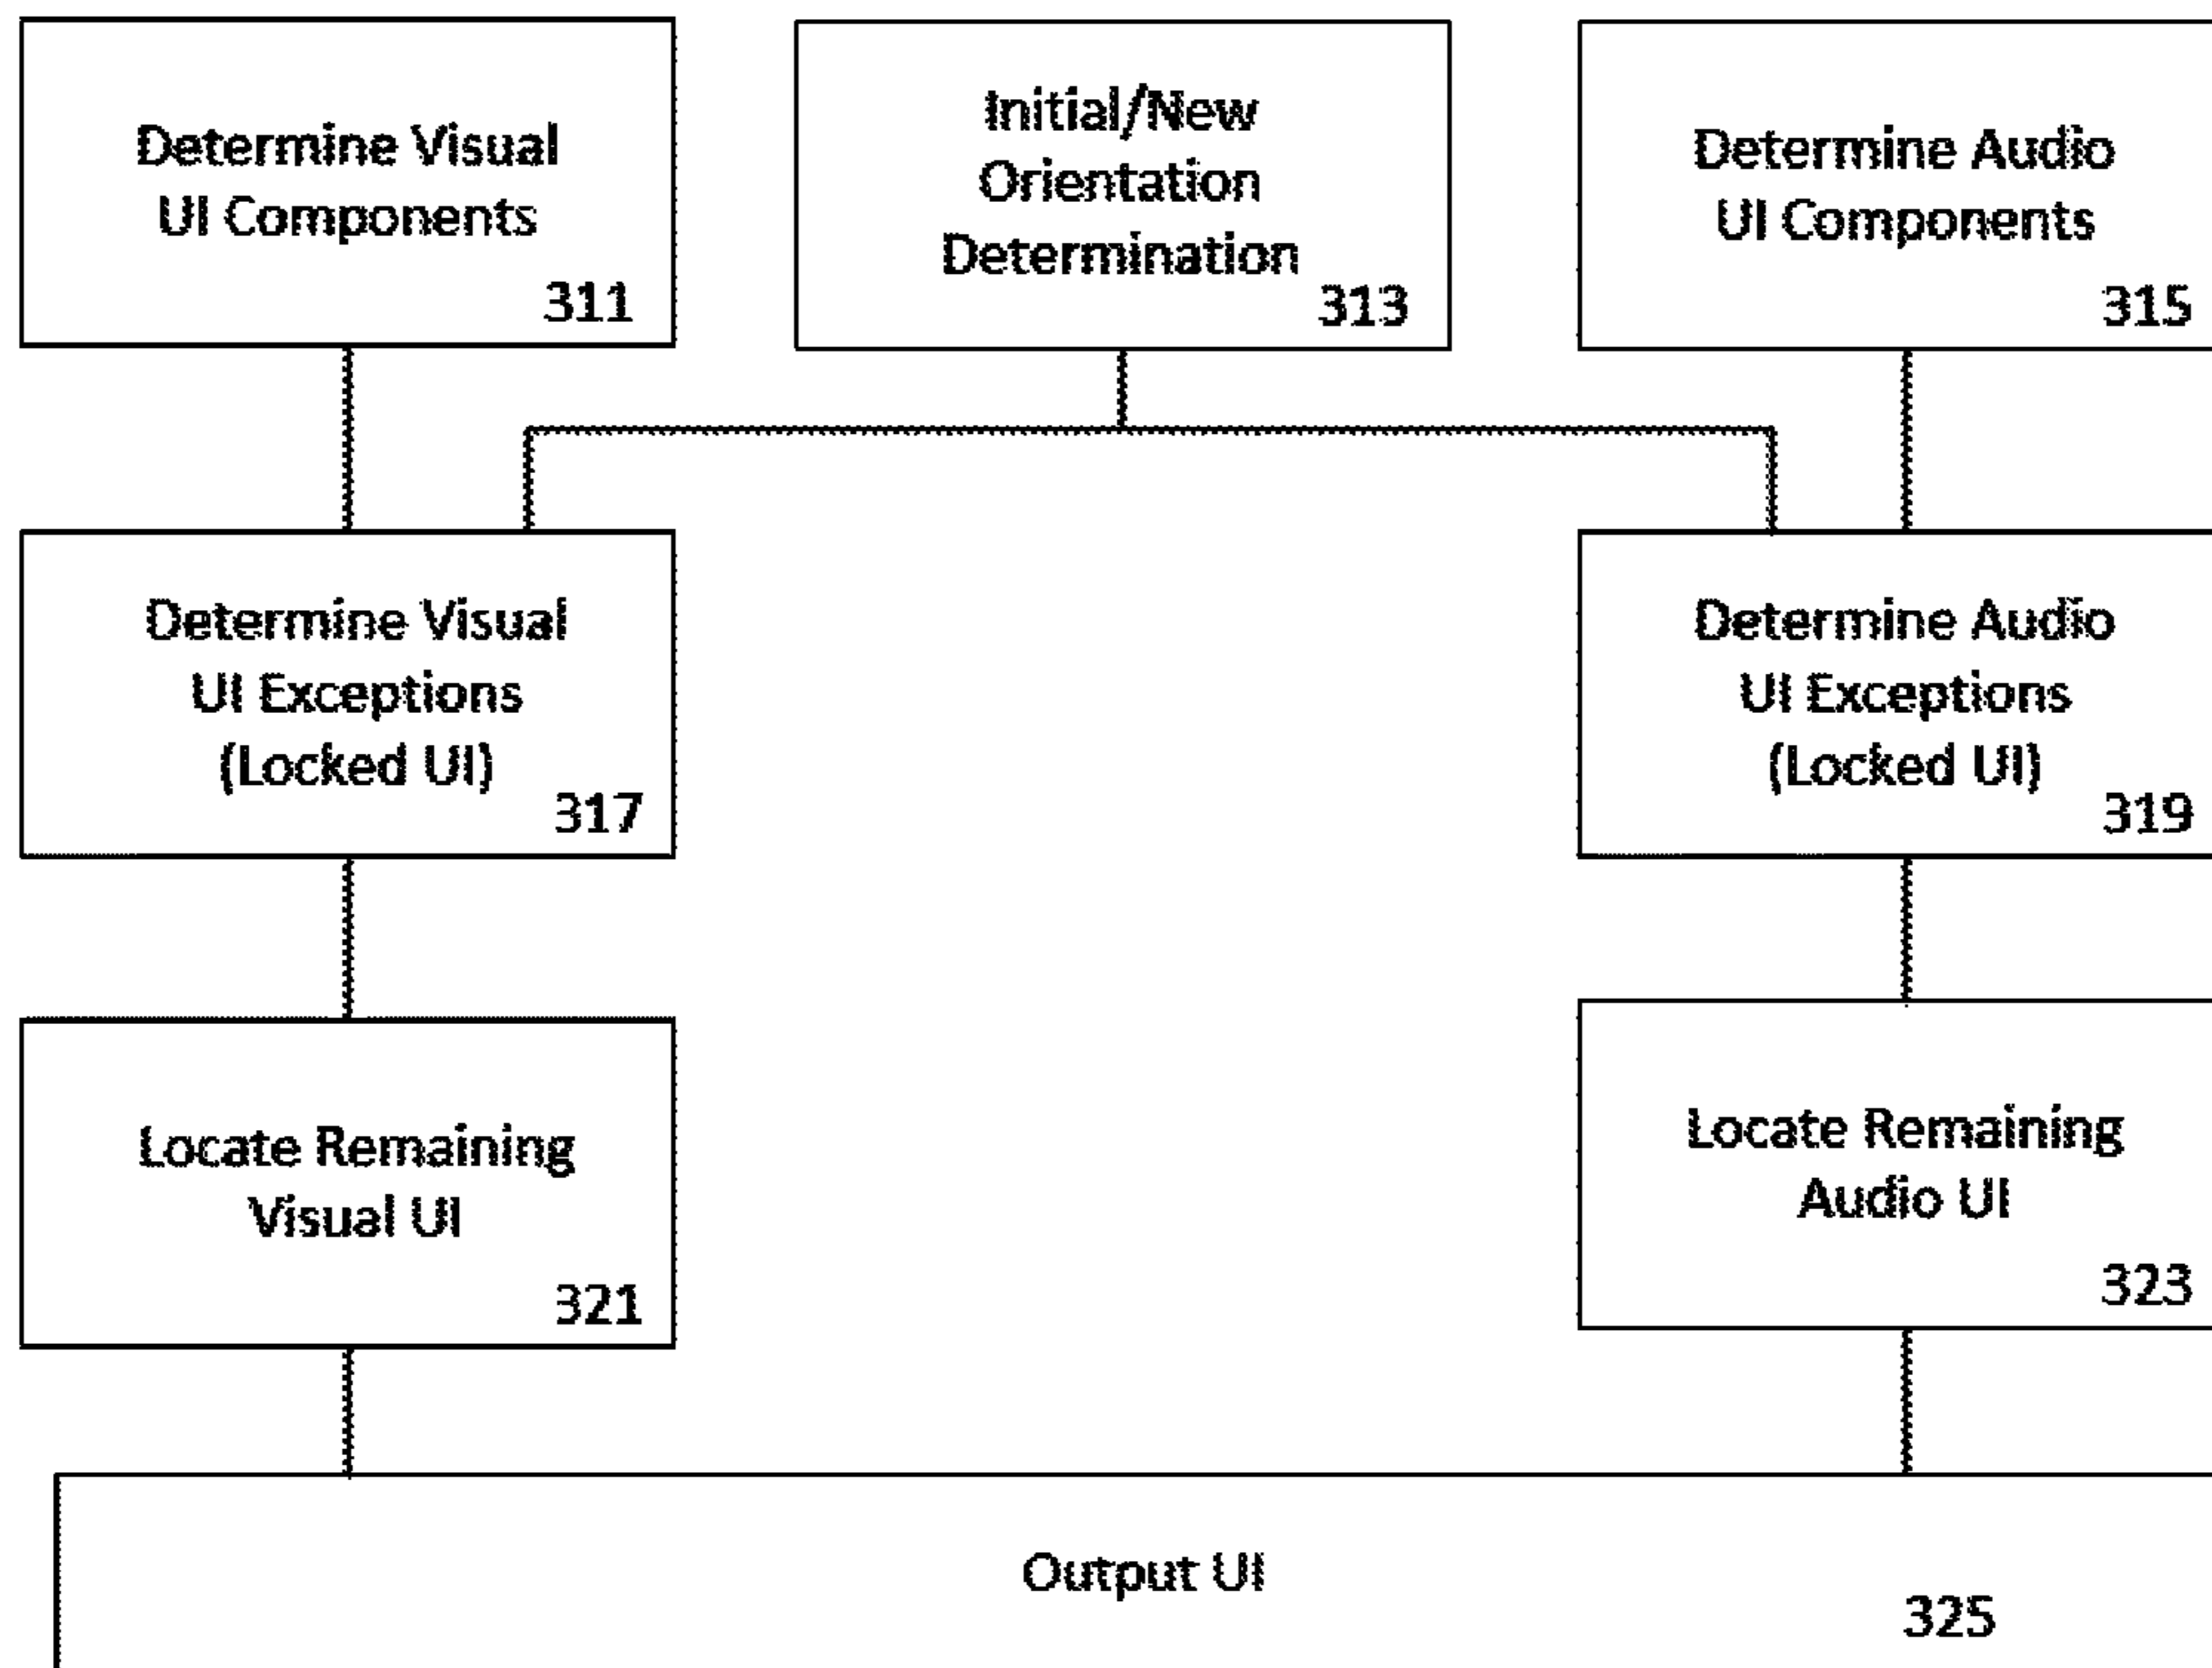 Determine Visual
UI Components
311
Initial/New
Orientation
Determination
313
Determine Audio
UI Components
315
Determine Visual
UI Exceptions
(Locked UI)
317
Determine Audio
UI Exceptions
(Locked UI)
319
Locate Remaining
Visual UI
321
Locate Remaining
Audio UI
323
Output UI
325